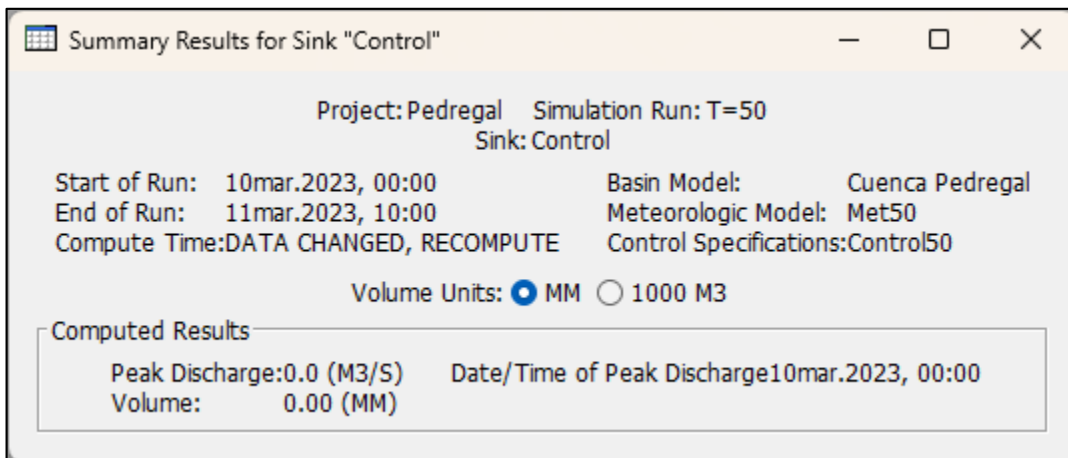 Summary Results for Sink "Control"
Project: Pedregal Simulation Run: T=50
Sink: Control
Start of Run: 10mar.2023, 00:00 Basin Model: Cuenca Pedregal
End of Run: 11mar.2023, 10:00 Meteorologic Model: Met50
Compute Time:DATA CHANGED, RECOMPUTE Control Specifications:Control50
Volume Units: MM 1000 M3
Computed Results
Peak Discharge:0.0 (M3/S) Date/Time of Peak Discharge10mar.2023, 00:00
Volume: 0.00 (MM)